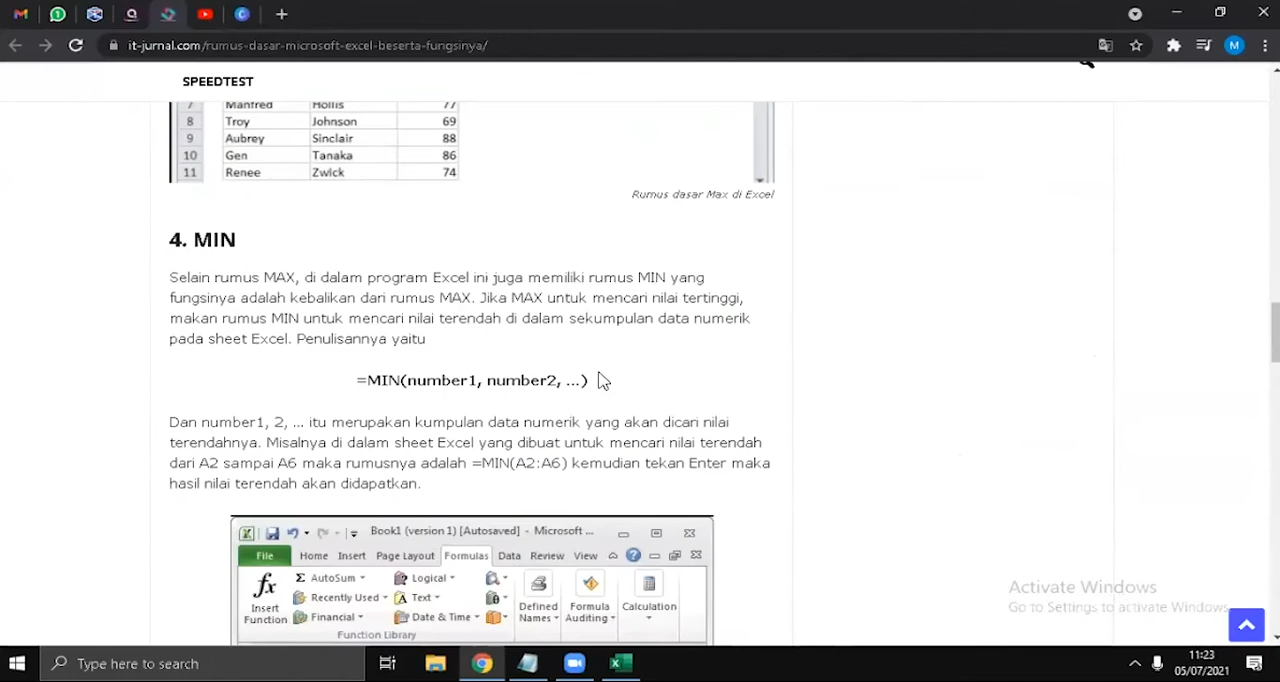 it-jurnal.com/rumus-dasar-microsoft-excel-beserta-fungsinya/
M
SPEEDTEST
7 Manfred Hollis 77
8 Troy Johnson 69
9 Aubrey Sinclair 88
10 Gen Tanaka 86
11 Renee Zwick 74
Rumus dasar Max di Excel
4. MIN
Selain rumus MAX, di dalam program Excel ini juga memiliki rumus MIN yang
fungsinya adalah kebalikan dari rumus MAX. Jika MAX untuk mencari nilai tertinggi,
makan rumus MIN untuk mencari nilai terendah di dalam sekumpulan data numerik
pada sheet Excel. Penulisannya yaitu
=MIN(number1, number2, ...)
Dan number1, 2, ... itu merupakan kumpulan data numerik yang akan dicari nilai
terendahnya. Misalnya di dalam sheet Excel yang dibuat untuk mencari nilai terendah
dari A2 sampai A6 maka rumusnya adalah =MIN(A2:A6) kemudian tekan Enter maka
hasil nilai terendah akan didapatkan.
Book1 (version 1) [Autosaved] - Microsoft ...
File Home Insert Page Layout Formulas Data Review View
fx Insert Function
Σ AutoSum
Recently Used
Financial
Logical
Text
Date & Time
Defined Names
Formula Auditing
Calculation
Function Library
Activate Windows
Go to Settings to activate Windows.
Type here to search
11:23
05/07/2021